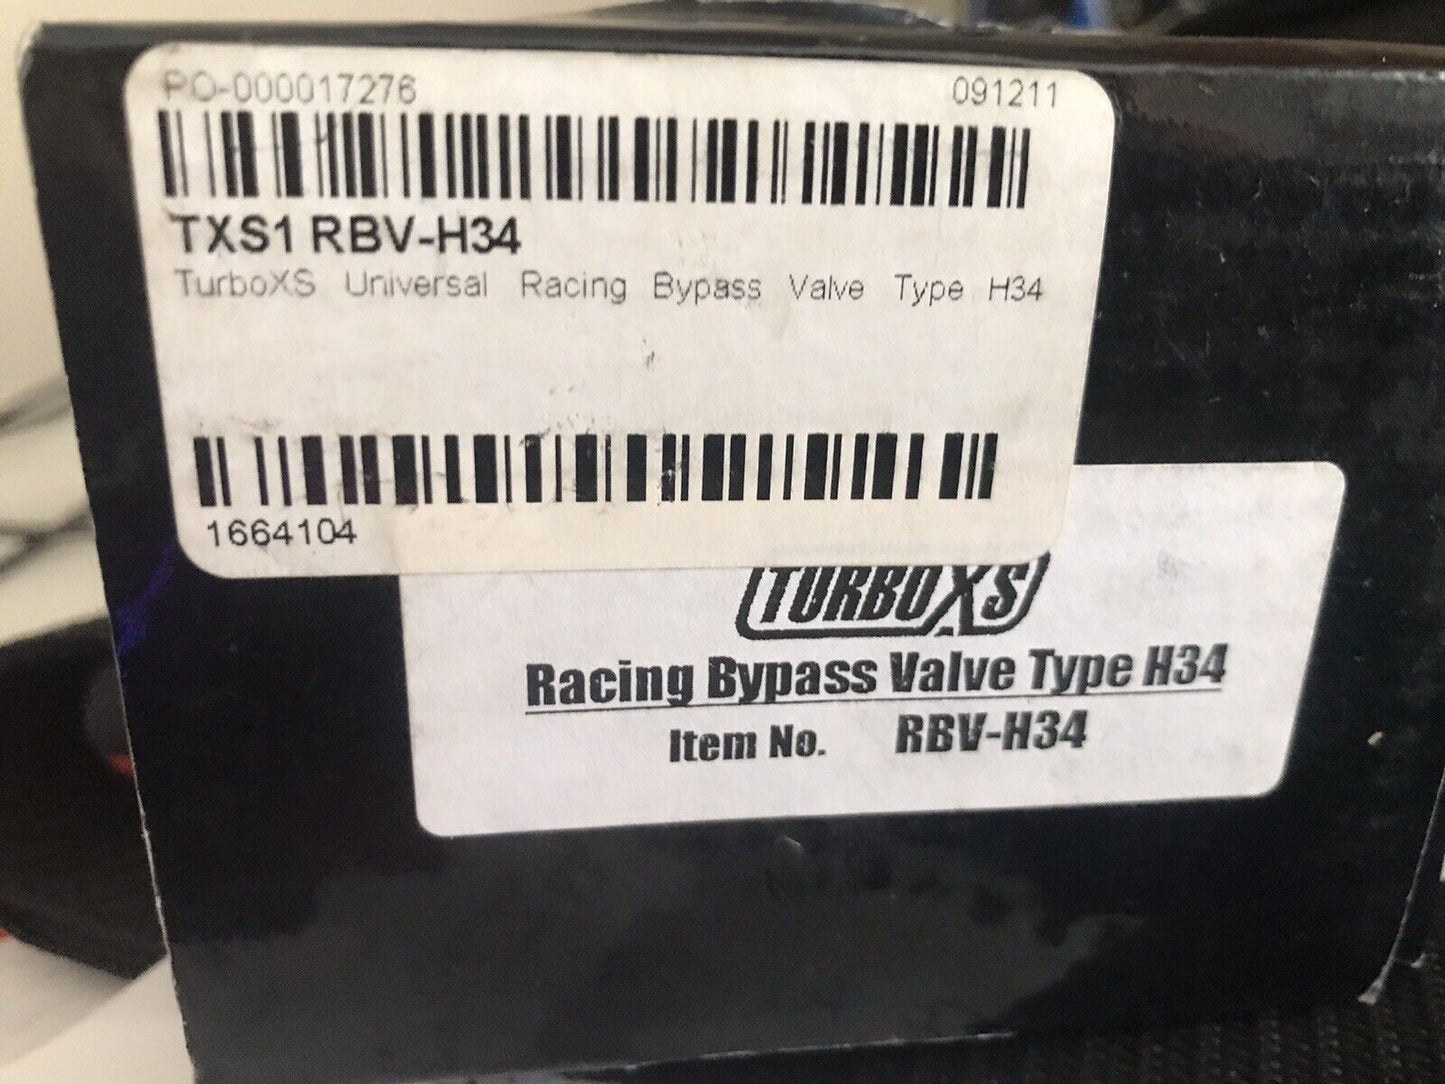 PO-000017276 091211
TXS1 RBV-H34
TurboXS Universal Racing Bypass Valve Type H34
1664104
TURBOXS
Racing Bypass Valve Type H34
Item No. RBV-H34